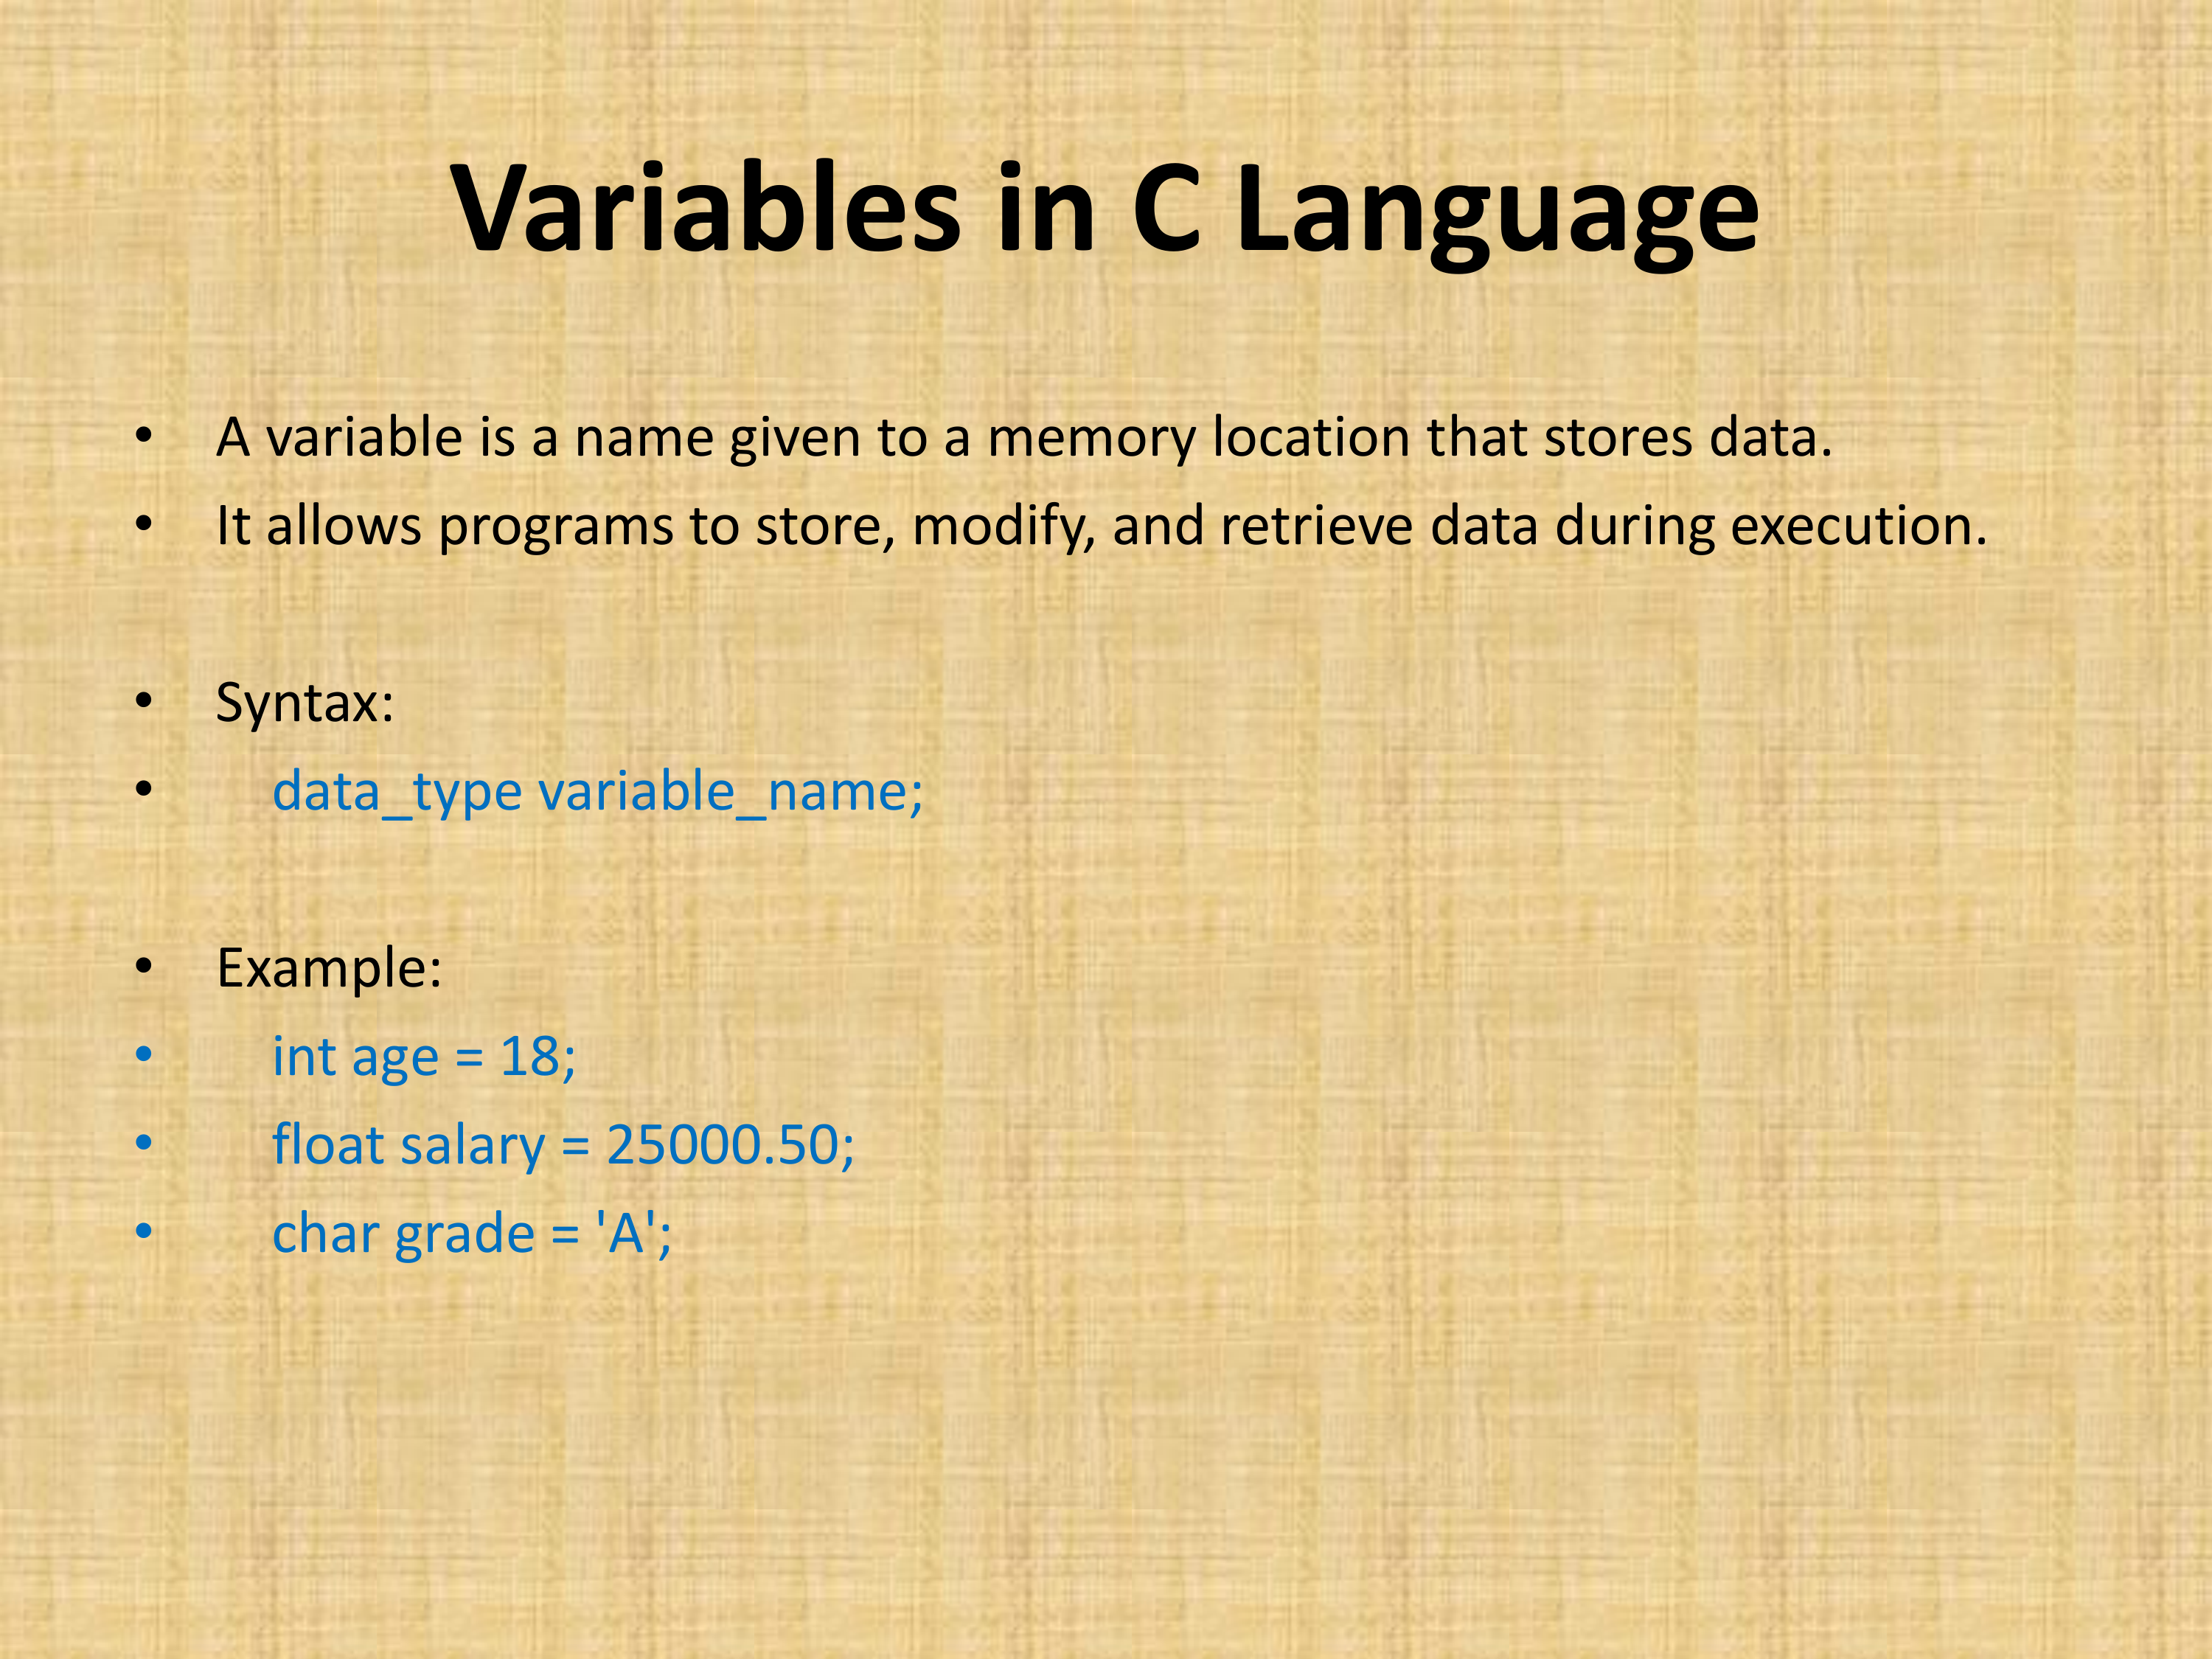 Variables in C Language
• A variable is a name given to a memory location that stores data.
• It allows programs to store, modify, and retrieve data during execution.
• Syntax:
• data_type variable_name;
• Example:
• int age = 18;
• float salary = 25000.50;
• char grade = 'A';